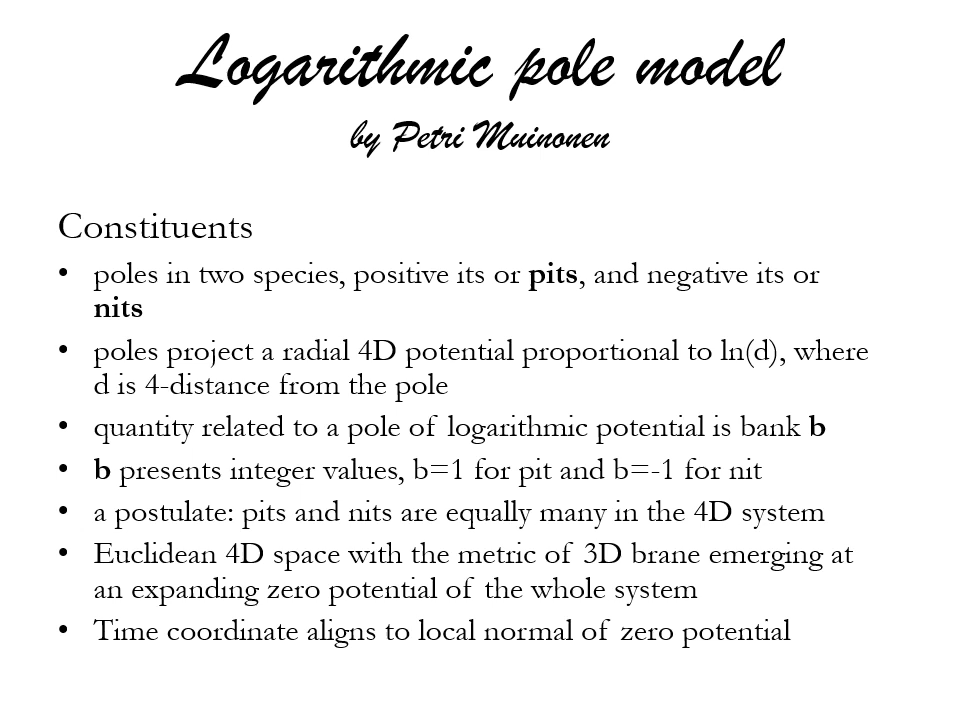 Logarithmic pole model
by Petri Muinonen
Constituents
• poles in two species, positive its or pits, and negative its or
nits
• poles project a radial 4D potential proportional to ln(d), where
d is 4-distance from the pole
• quantity related to a pole of logarithmic potential is bank b
• b presents integer values, b=1 for pit and b=-1 for nit
• a postulate: pits and nits are equally many in the 4D system
• Euclidean 4D space with the metric of 3D brane emerging at
an expanding zero potential of the whole system
• Time coordinate aligns to local normal of zero potential